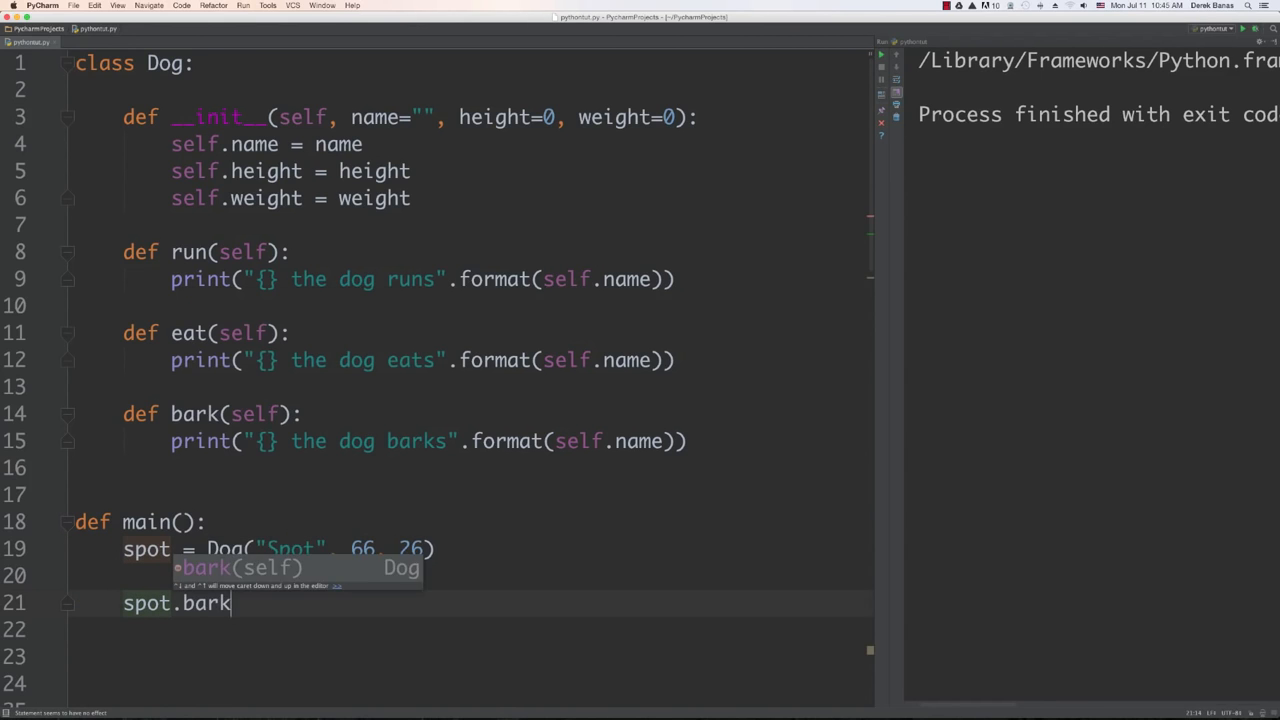 PyCharm File Edit View Navigate Code Refactor Run Tools VCS Window Help
10 Mon Jul 11 10:45 AM Derek Banas
pythontut.py - PyCharmProjects - [~/PycharmProjects]
PycharmProjects pythontut.py
pythontut
pythontut.py
Run: pythontut
1 class Dog:
2
3 def __init__(self, name="", height=0, weight=0):
4 self.name = name
5 self.height = height
6 self.weight = weight
7
8 def run(self):
9 print("{} the dog runs".format(self.name))
10
11 def eat(self):
12 print("{} the dog eats".format(self.name))
13
14 def bark(self):
15 print("{} the dog barks".format(self.name))
16
17
18 def main():
19 spot = Dog("Spot", 66, 26)
20
bark(self) Dog
^↓ and ^↑ will move caret down and up in the editor >>
21 spot.bark
22
23
24
/Library/Frameworks/Python.fra
Process finished with exit cod
Statement seems to have no effect
21:14 LF÷ UTF-8÷